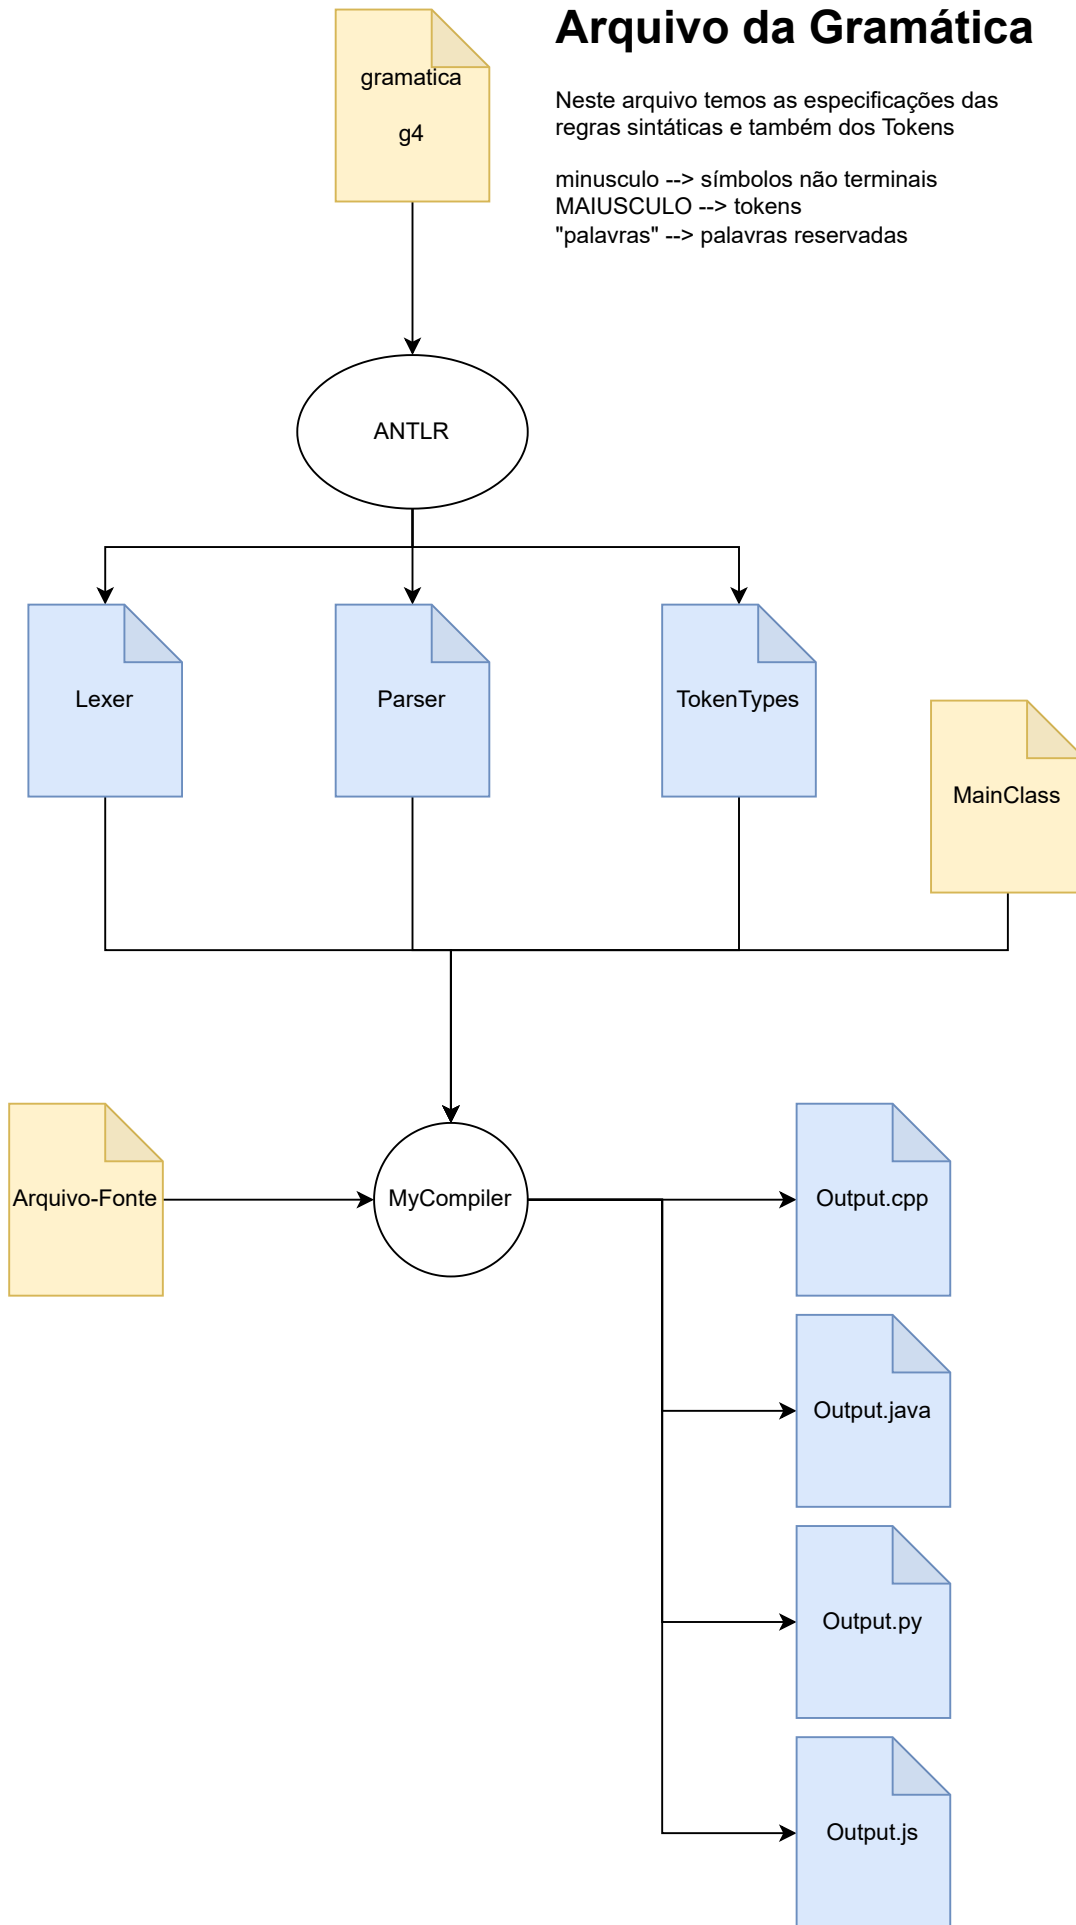 Arquivo da Gramática
gramatica
g4
Neste arquivo temos as especificações das
regras sintáticas e também dos Tokens
minusculo --> símbolos não terminais
MAIUSCULO --> tokens
"palavras" --> palavras reservadas
ANTLR
Lexer
Parser
TokenTypes
MainClass
Arquivo-Fonte
MyCompiler
Output.cpp
Output.java
Output.py
Output.js